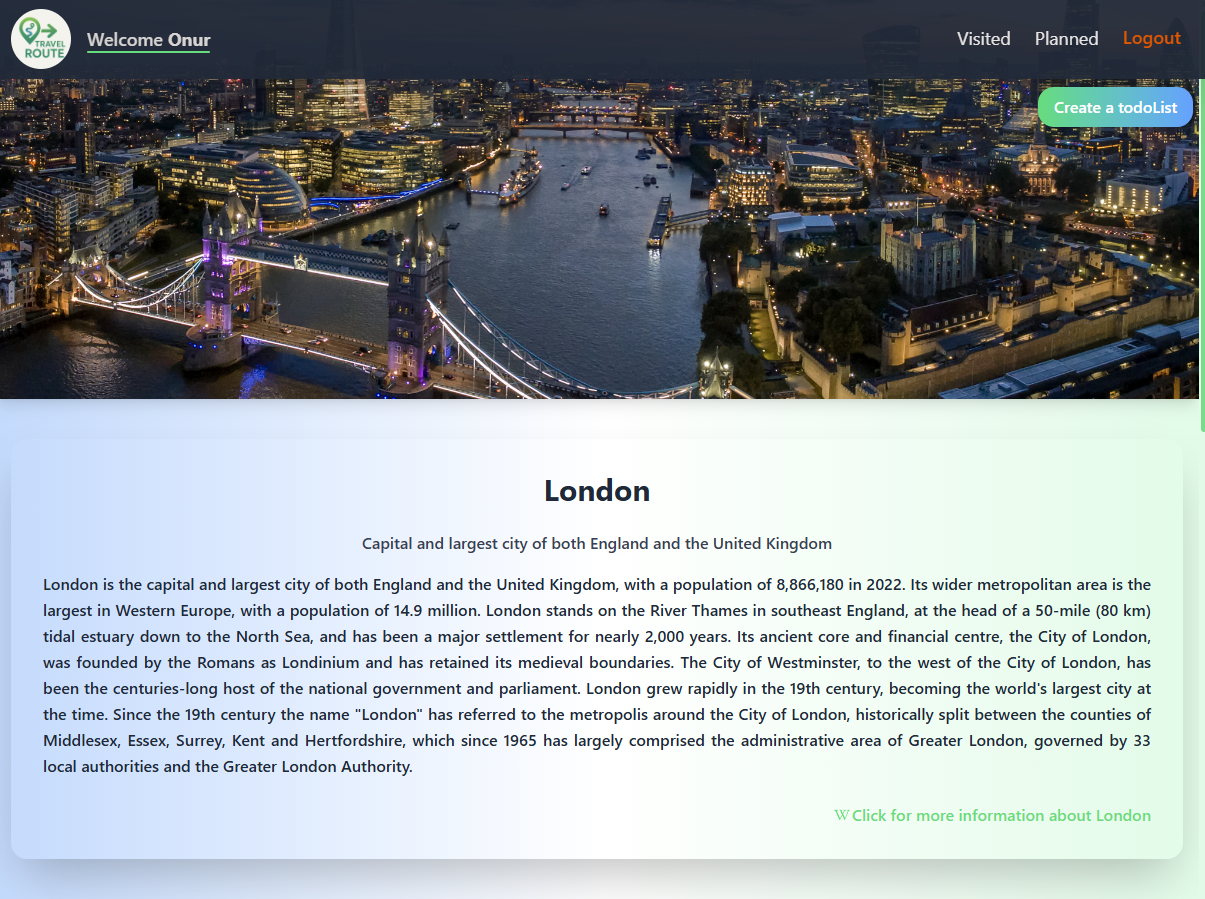 TRAVEL
ROUTE
Welcome Onur
Visited
Planned
Logout
Create a todoList
London
Capital and largest city of both England and the United Kingdom
London is the capital and largest city of both England and the United Kingdom, with a population of 8,866,180 in 2022. Its wider metropolitan area is the
largest in Western Europe, with a population of 14.9 million. London stands on the River Thames in southeast England, at the head of a 50-mile (80 km)
tidal estuary down to the North Sea, and has been a major settlement for nearly 2,000 years. Its ancient core and financial centre, the City of London,
was founded by the Romans as Londinium and has retained its medieval boundaries. The City of Westminster, to the west of the City of London, has
been the centuries-long host of the national government and parliament. London grew rapidly in the 19th century, becoming the world's largest city at
the time. Since the 19th century the name "London" has referred to the metropolis around the City of London, historically split between the counties of
Middlesex, Essex, Surrey, Kent and Hertfordshire, which since 1965 has largely comprised the administrative area of Greater London, governed by 33
local authorities and the Greater London Authority.
W Click for more information about London